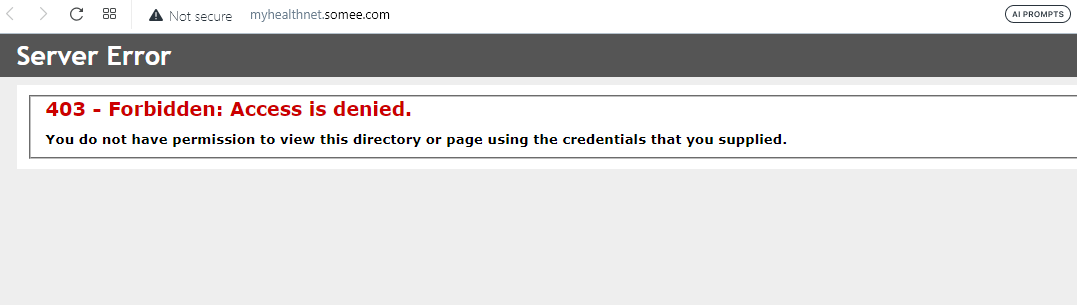 Not secure myhealthnet.somee.com AI PROMPTS
Server Error
403 - Forbidden: Access is denied.
You do not have permission to view this directory or page using the credentials that you supplied.